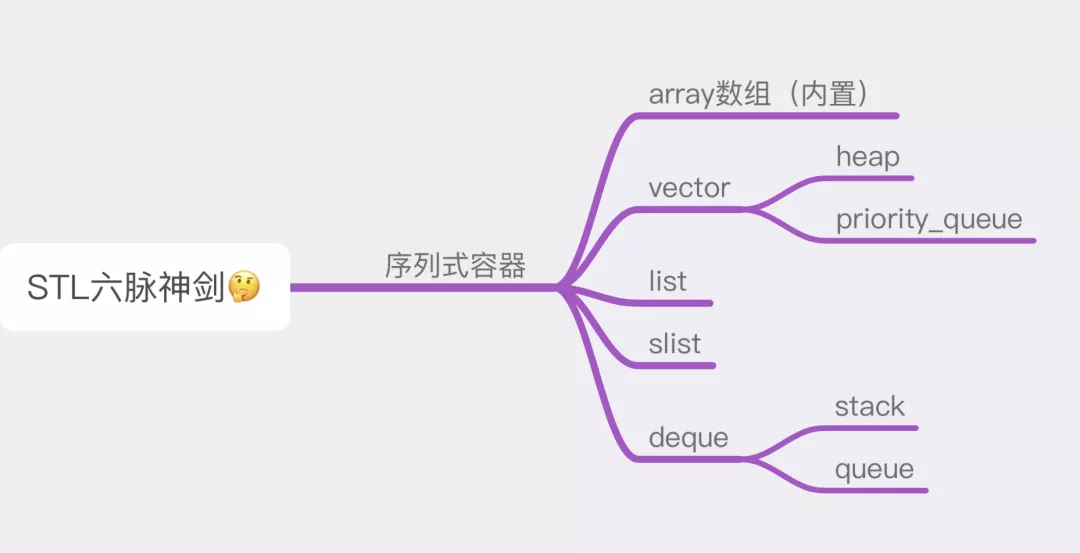 STL六脉神剑🤔
序列式容器
array数组（内置）
vector
heap
priority_queue
list
slist
deque
stack
queue